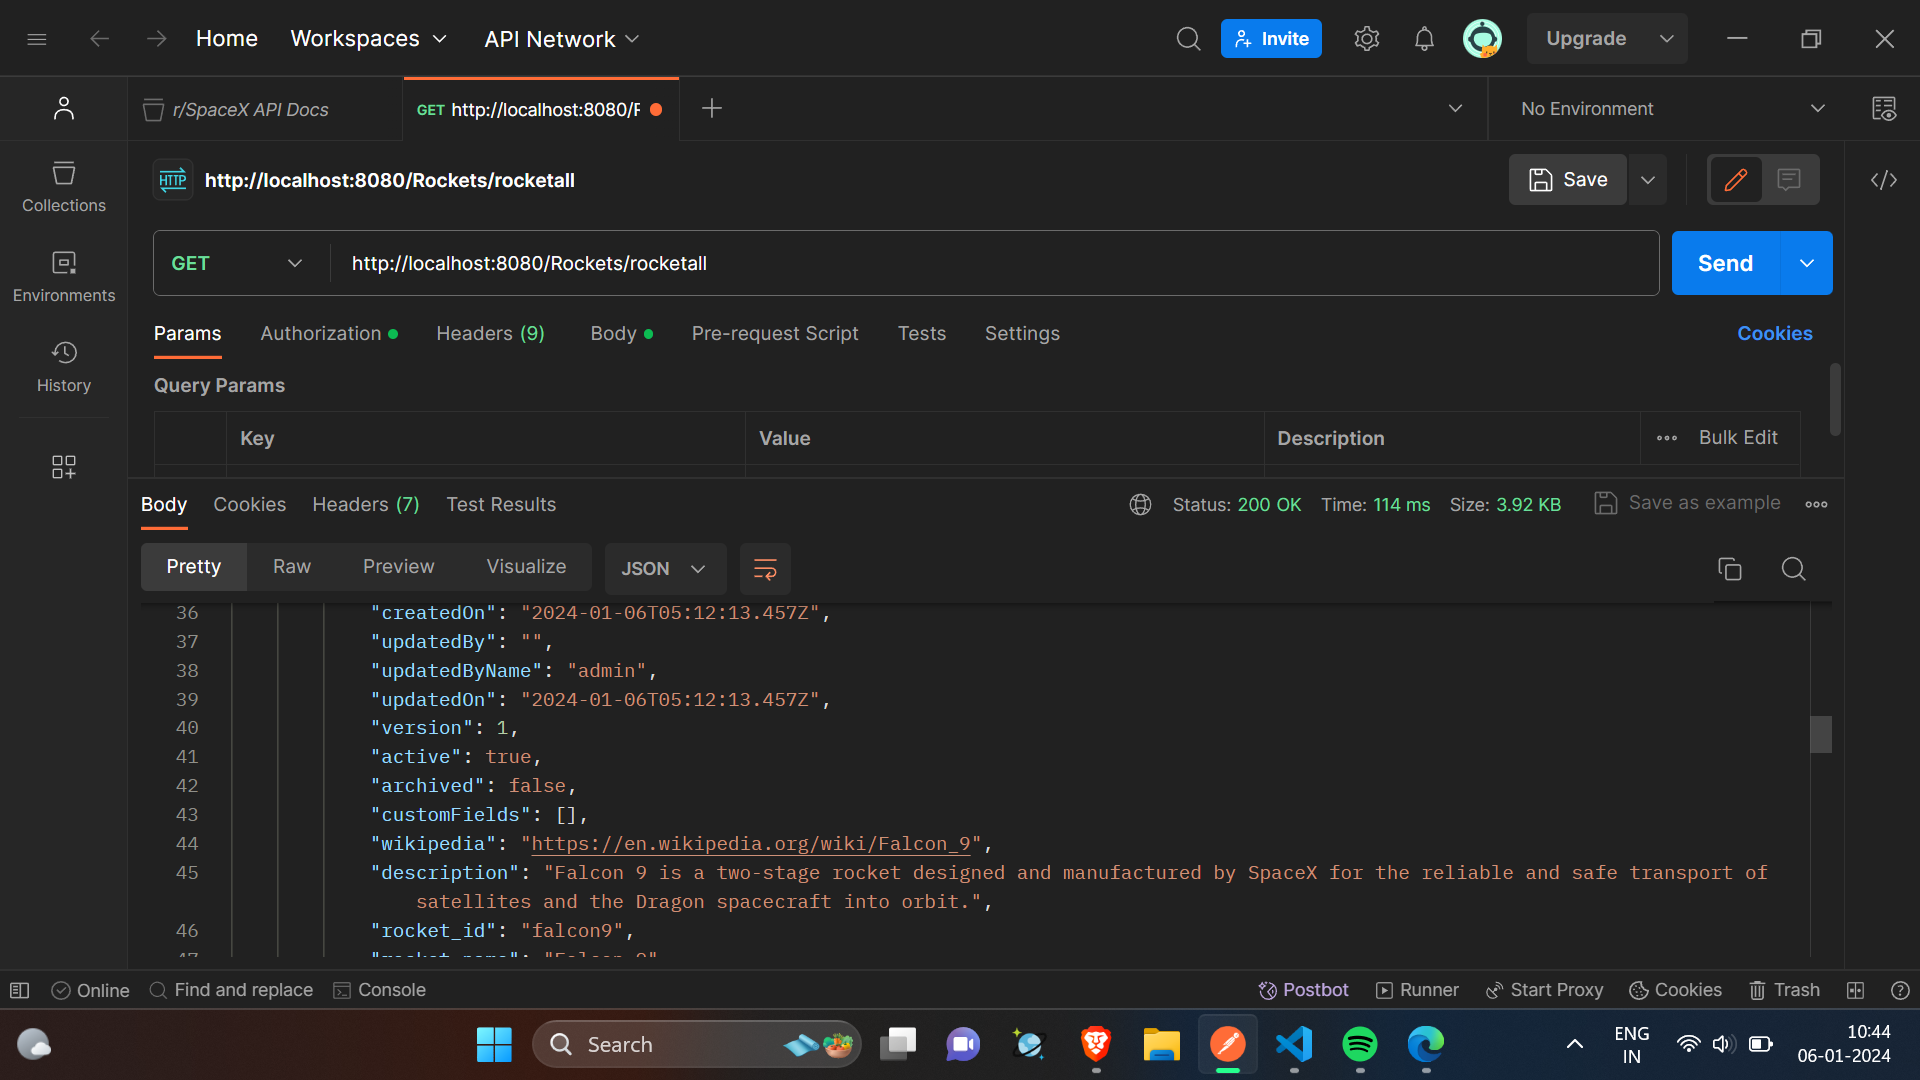 Home
Workspaces
API Network
Invite
Upgrade
r/SpaceX API Docs
GET http://localhost:8080/R
No Environment
HTTP
http://localhost:8080/Rockets/rocketall
Save
Collections
Environments
History
GET
http://localhost:8080/Rockets/rocketall
Send
Params
Authorization
Headers (9)
Body
Pre-request Script
Tests
Settings
Cookies
Query Params
Key
Value
Description
Bulk Edit
Body
Cookies
Headers (7)
Test Results
Status: 200 OK
Time: 114 ms
Size: 3.92 KB
Save as example
Pretty
Raw
Preview
Visualize
JSON
36 "createdOn": "2024-01-06T05:12:13.457Z",
37 "updatedBy": "",
38 "updatedByName": "admin",
39 "updatedOn": "2024-01-06T05:12:13.457Z",
40 "version": 1,
41 "active": true,
42 "archived": false,
43 "customFields": [],
44 "wikipedia": "https://en.wikipedia.org/wiki/Falcon_9",
45 "description": "Falcon 9 is a two-stage rocket designed and manufactured by SpaceX for the reliable and safe transport of
satellites and the Dragon spacecraft into orbit.",
46 "rocket_id": "falcon9",
Online
Find and replace
Console
Postbot
Runner
Start Proxy
Cookies
Trash
Search
ENG
IN
10:44
06-01-2024